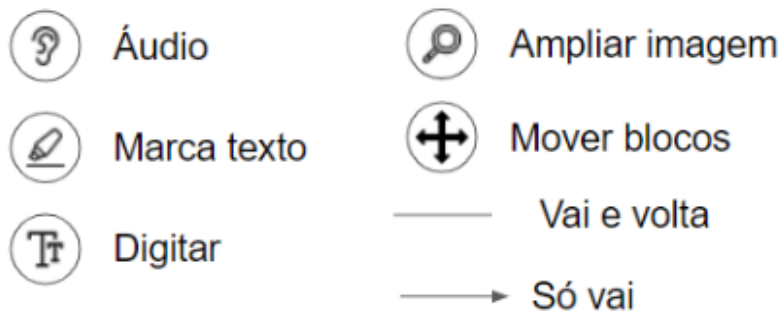 Áudio
Marca texto
Digitar
Ampliar imagem
Mover blocos
Vai e volta
Só vai